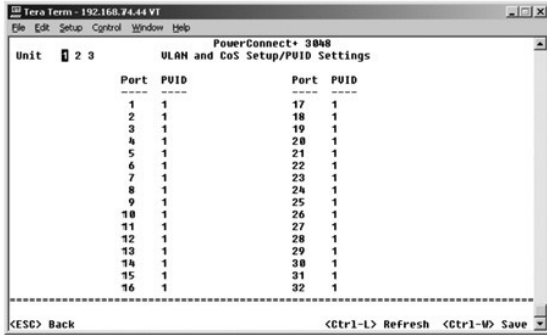 Tera Term - 192.168.74.44 VT
File Edit Setup Control Window Help
PowerConnect+ 3048
Unit 1 2 3 VLAN and CoS Setup/PVID Settings
Port PVID Port PVID
---- ---- ---- ----
1 1 17 1
2 1 18 1
3 1 19 1
4 1 20 1
5 1 21 1
6 1 22 1
7 1 23 1
8 1 24 1
9 1 25 1
10 1 26 1
11 1 27 1
12 1 28 1
13 1 29 1
14 1 30 1
15 1 31 1
16 1 32 1
<ESC> Back <Ctrl-L> Refresh <Ctrl-W> Save